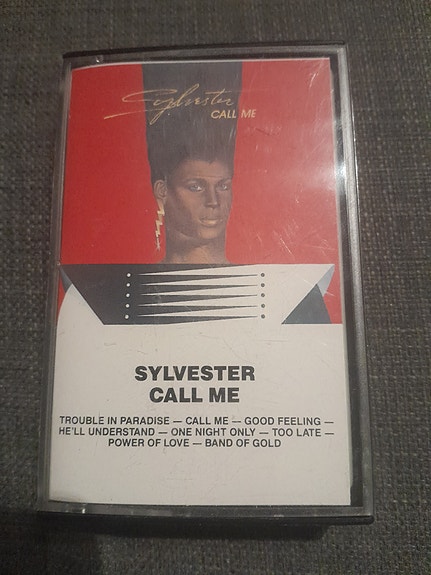 Sylvester
CALL ME
SYLVESTER
CALL ME
TROUBLE IN PARADISE — CALL ME — GOOD FEELING —
HE'LL UNDERSTAND — ONE NIGHT ONLY — TOO LATE —
POWER OF LOVE — BAND OF GOLD